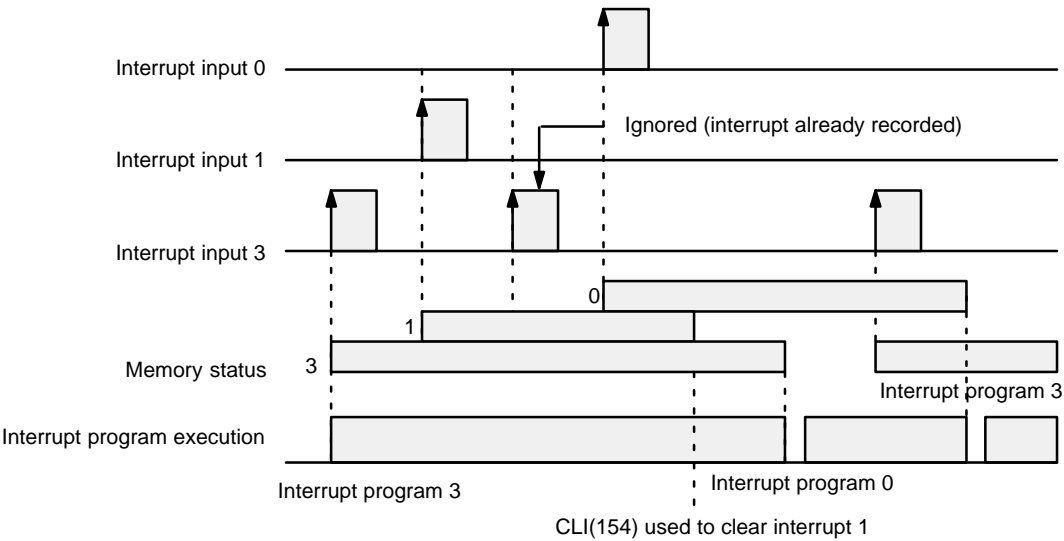 Interrupt input 0
Ignored (interrupt already recorded)
Interrupt input 1
Interrupt input 3
0
1
Memory status
3
Interrupt program 3
Interrupt program execution
Interrupt program 3
Interrupt program 0
CLI(154) used to clear interrupt 1